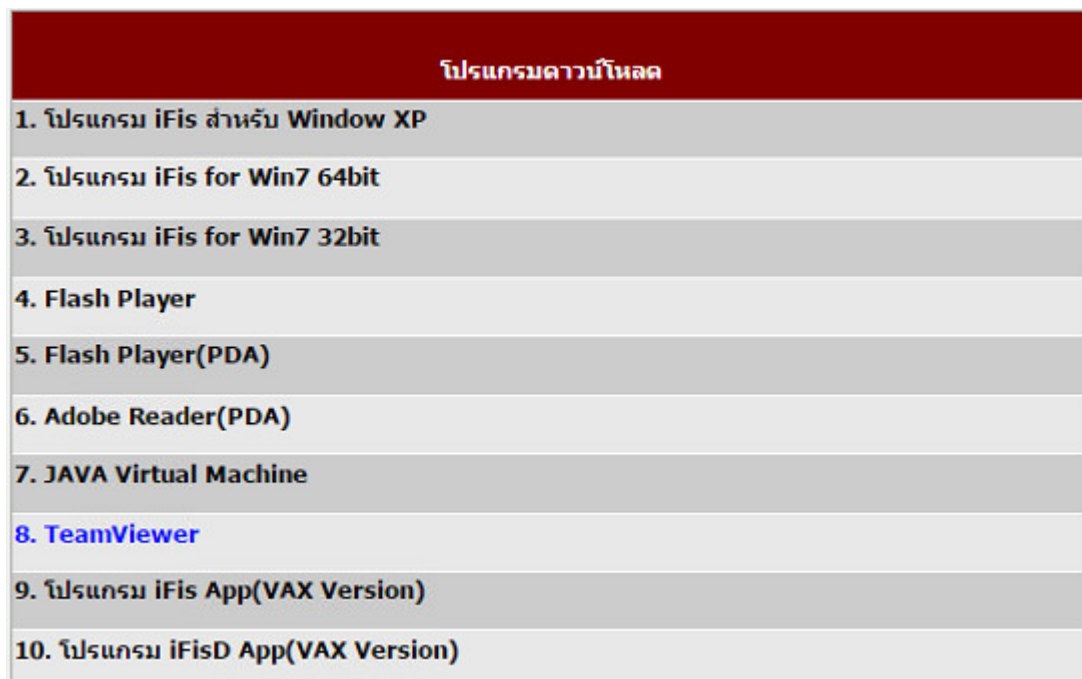 โปรแกรมดาวน์โหลด
1. โปรแกรม iFis สำหรับ Window XP
2. โปรแกรม iFis for Win7 64bit
3. โปรแกรม iFis for Win7 32bit
4. Flash Player
5. Flash Player(PDA)
6. Adobe Reader(PDA)
7. JAVA Virtual Machine
8. TeamViewer
9. โปรแกรม iFis App(VAX Version)
10. โปรแกรม iFisD App(VAX Version)